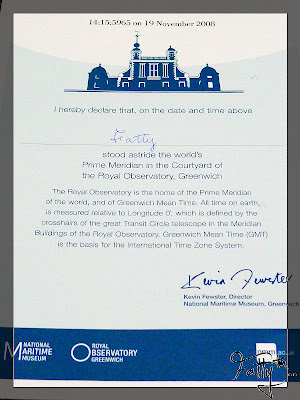 14:15:5965 on 19 November 2008
I hereby declare that, on the date and time above
Featty
stood astride the world's
Prime Meridian in the Courtyard of
the Royal Observatory, Greenwich
The Royal Observatory is the home of the Prime Meridian
of the world, and of Greenwich Mean Time. All time on earth,
is measured relative to Longitude 0°, which is defined by the
crosshairs of the great Transit Circle telescope in the Meridian
Buildings of the Royal Observatory. Greenwich Mean Time (GMT)
is the basis for the International Time Zone System.
Kevin Fewster
Kevin Fewster, Director
National Maritime Museum, Greenwich
NATIONAL
MARITIME
MUSEUM
ROYAL
OBSERVATORY
GREENWICH